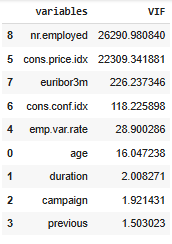 variables VIF
8 nr.employed 26290.980840
5 cons.price.idx 22309.341881
7 euribor3m 226.237346
6 cons.conf.idx 118.225898
4 emp.var.rate 28.900286
0 age 16.047238
1 duration 2.008271
2 campaign 1.921431
3 previous 1.503023